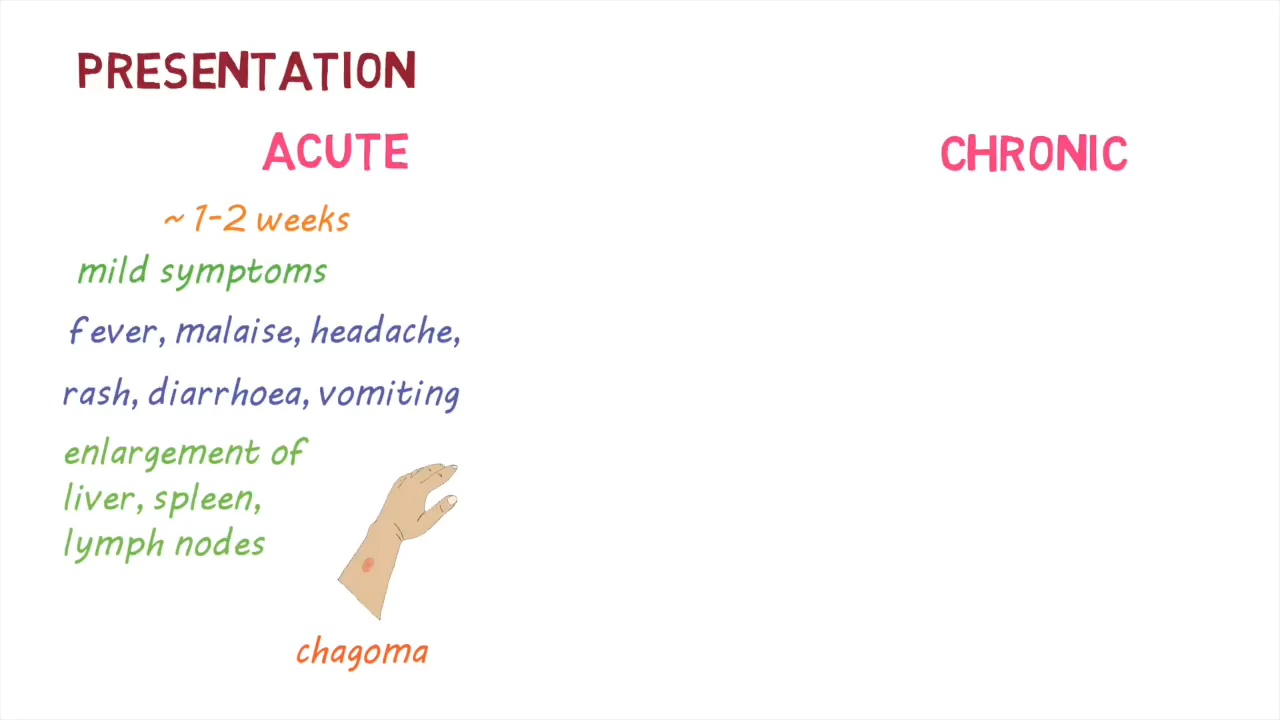 PRESENTATION
ACUTE
~ 1-2 weeks
mild symptoms
fever, malaise, headache,
rash, diarrhoea, vomiting
enlargement of
liver, spleen,
lymph nodes
chagoma
CHRONIC